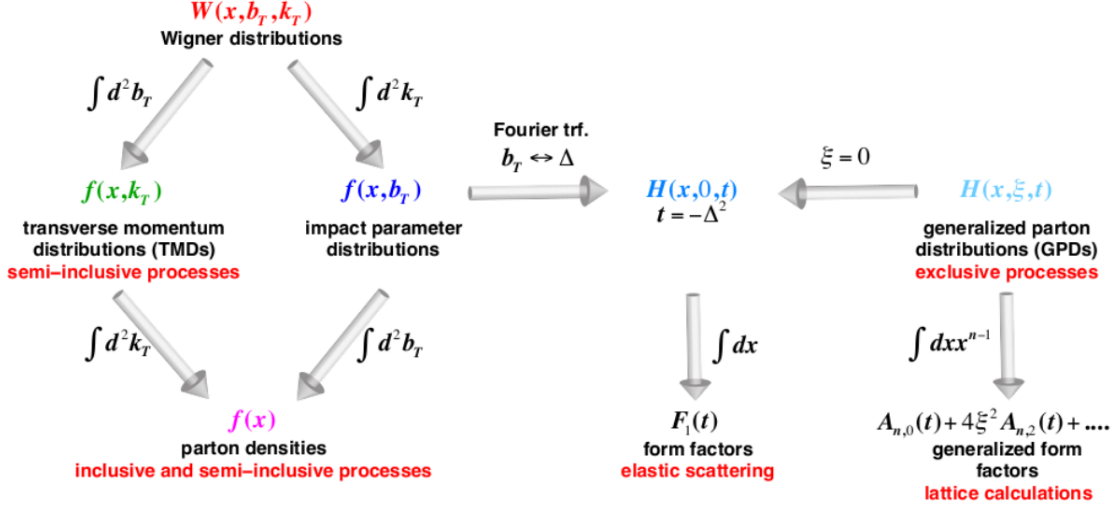 W(x,b_T,k_T)
Wigner distributions
∫d²b_T
∫d²k_T
Fourier trf.
b_T ↔ Δ
ξ = 0
f(x,k_T)
f(x,b_T)
H(x,0,t)
t = −Δ²
H(x,ξ,t)
transverse momentum
distributions (TMDs)
semi–inclusive processes
impact parameter
distributions
generalized parton
distributions (GPDs)
exclusive processes
∫d²k_T
∫d²b_T
∫dx
∫dxx^{n−1}
f(x)
parton densities
inclusive and semi–inclusive processes
F₁(t)
form factors
elastic scattering
A_{n,0}(t) + 4ξ² A_{n,2}(t) + ....
generalized form
factors
lattice calculations